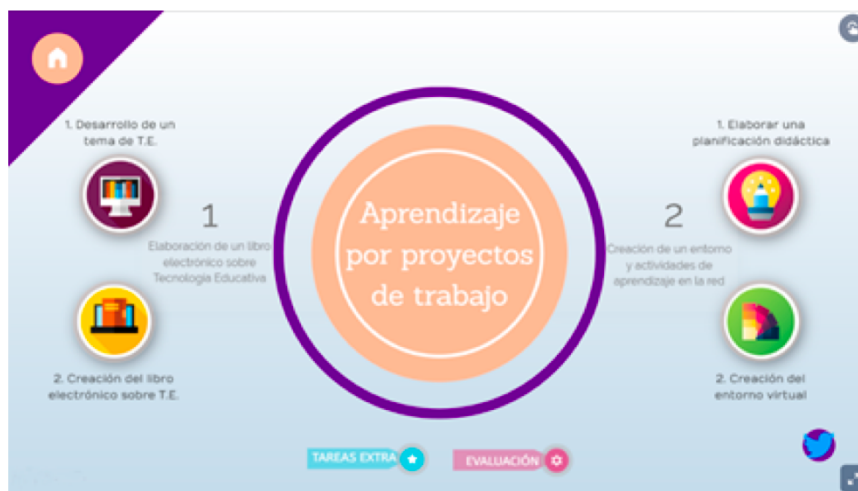 1. Desarrollo de un
tema de T.E.
1
Elaboración de un libro
electrónico sobre
Tecnología Educativa
2. Creación del libro
electrónico sobre T.E.
Aprendizaje
por proyectos
de trabajo
1. Elaborar una
planificación didáctica
2
Creación de un entorno
y actividades de
aprendizaje en la red
2. Creación del
entorno virtual
TAREAS EXTRA
EVALUACIÓN